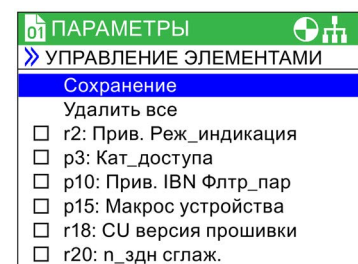 01 ПАРАМЕТРЫ
УПРАВЛЕНИЕ ЭЛЕМЕНТАМИ
Сохранение
Удалить все
r2: Прив. Реж_индикация
p3: Кат_доступа
p10: Прив. IBN Флтр_пар
p15: Макрос устройства
r18: CU версия прошивки
r20: n_здн сглаж.